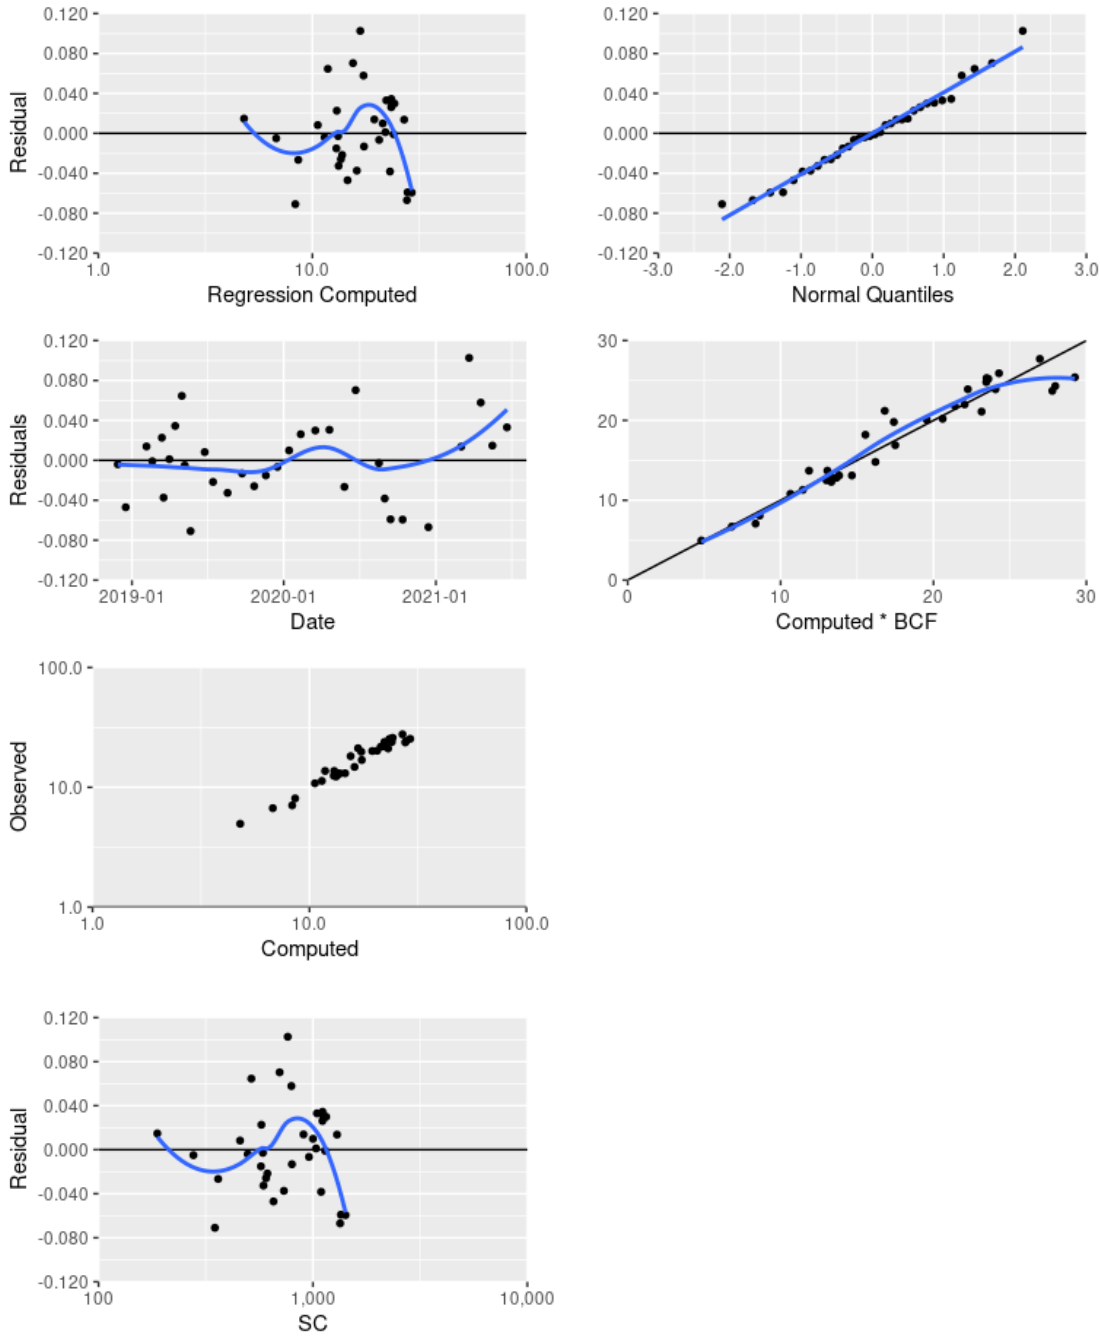 0.120
0.080
0.040
0.000
-0.040
-0.080
-0.120
Residual
1.0 10.0 100.0
Regression Computed
0.120
0.080
0.040
0.000
-0.040
-0.080
-0.120
-3.0 -2.0 -1.0 0.0 1.0 2.0 3.0
Normal Quantiles
0.120
0.080
0.040
0.000
-0.040
-0.080
-0.120
Residuals
2019-01 2020-01 2021-01
Date
30
20
10
0
0 10 20 30
Computed * BCF
100.0
10.0
1.0
Observed
1.0 10.0 100.0
Computed
0.120
0.080
0.040
0.000
-0.040
-0.080
-0.120
Residual
100 1,000 10,000
SC